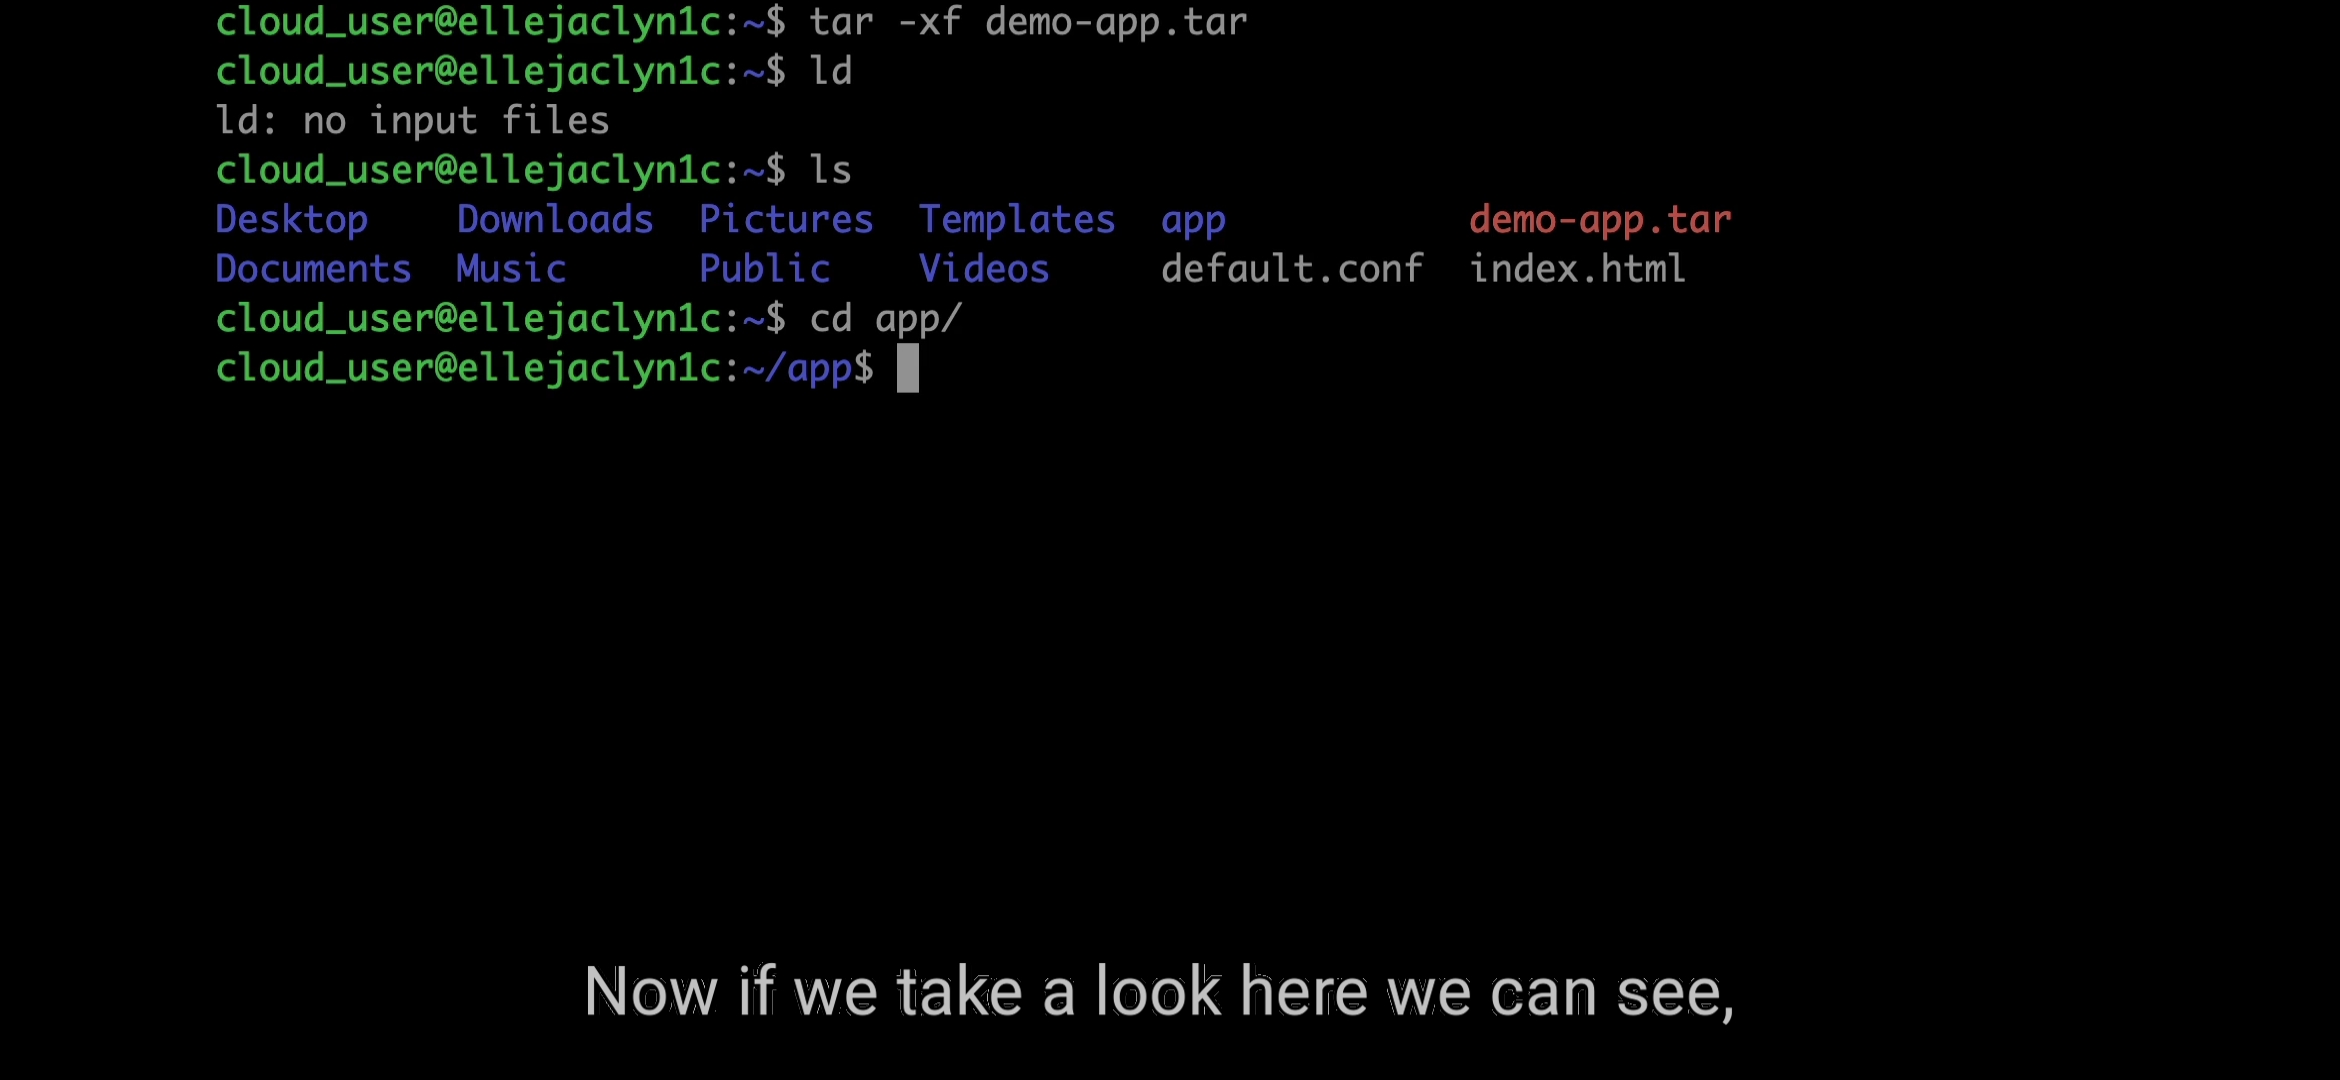 cloud_user@ellejaclyn1c:~$ tar -xf demo-app.tar
cloud_user@ellejaclyn1c:~$ ld
ld: no input files
cloud_user@ellejaclyn1c:~$ ls
Desktop    Downloads  Pictures  Templates  app           demo-app.tar
Documents  Music      Public    Videos     default.conf  index.html
cloud_user@ellejaclyn1c:~$ cd app/
cloud_user@ellejaclyn1c:~/app$
Now if we take a look here we can see,